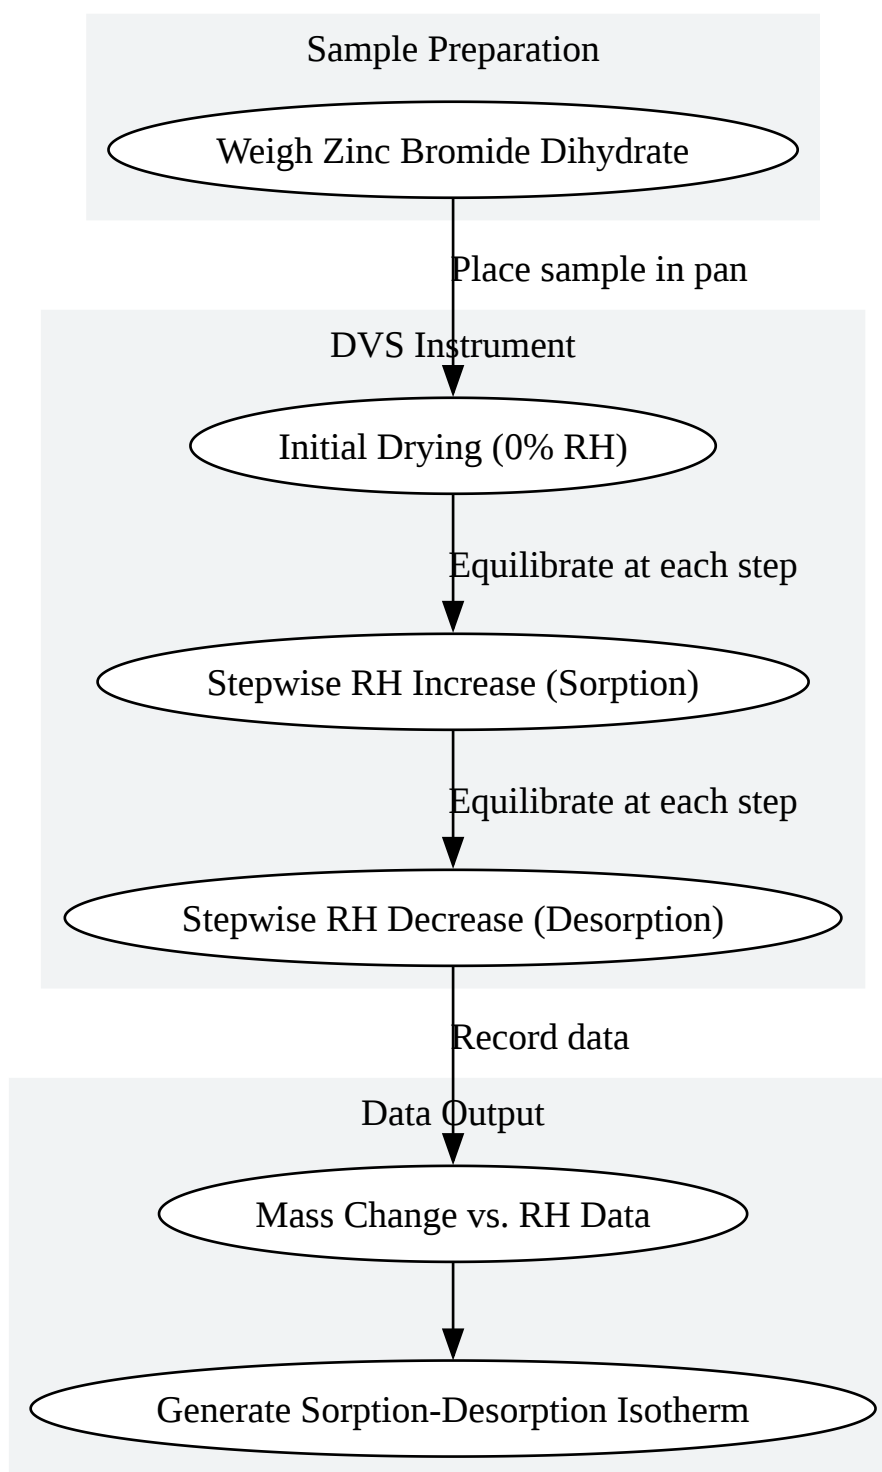 Sample Preparation
Weigh Zinc Bromide Dihydrate
Place sample in pan
DVS Instrument
Initial Drying (0% RH)
Equilibrate at each step
Stepwise RH Increase (Sorption)
Equilibrate at each step
Stepwise RH Decrease (Desorption)
Record data
Data Output
Mass Change vs. RH Data
Generate Sorption-Desorption Isotherm